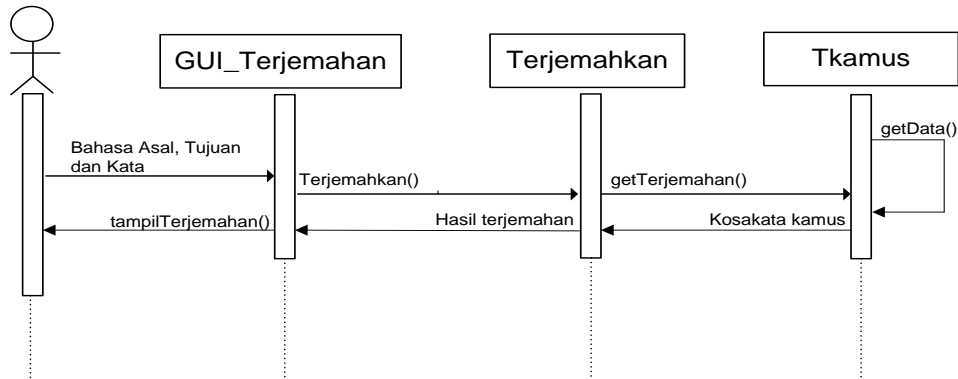 GUI_Terjemahan
Terjemahkan
Tkamus
getData()
Bahasa Asal, Tujuan
dan Kata
Terjemahkan()
getTerjemahan()
tampilTerjemahan()
Hasil terjemahan
Kosakata kamus